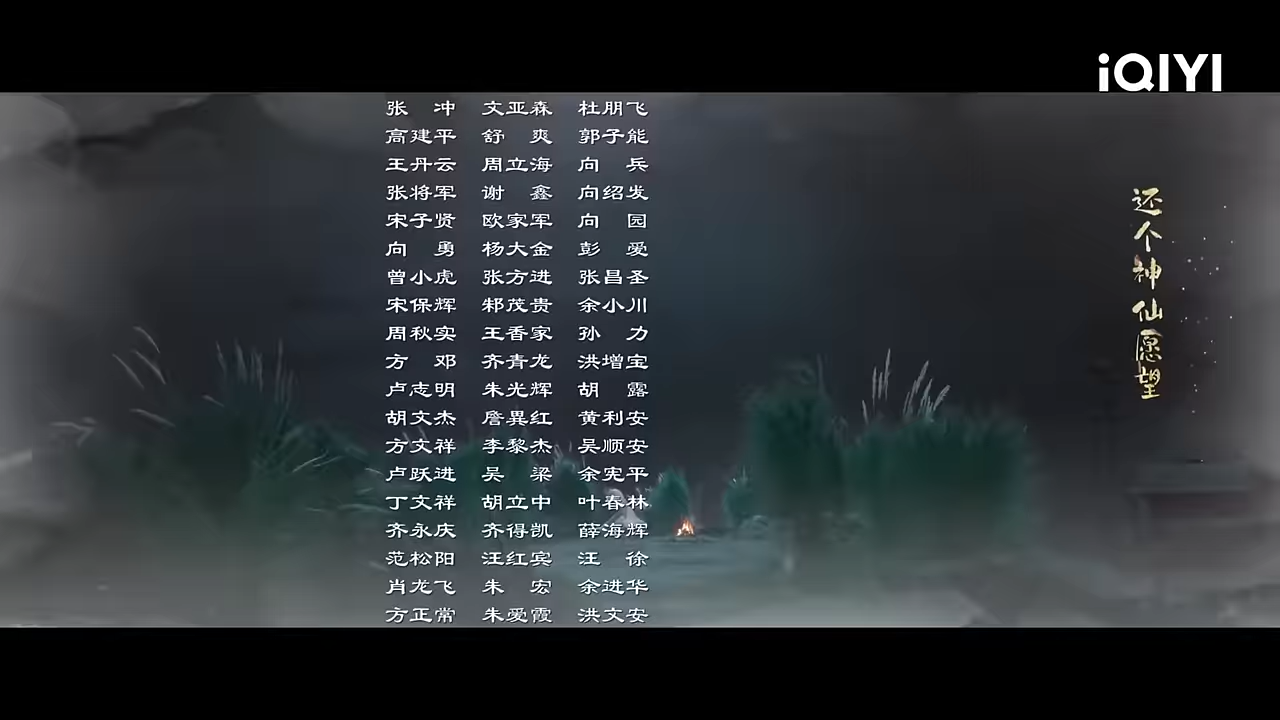 iQIYI
张冲 文亚森 杜朋飞
高建平 舒爽 郭子能
王丹云 周立海 向兵
张将军 谢鑫 向绍发
宋子贤 欧家军 向园
向勇 杨大金 彭爱
曾小虎 张方进 张昌圣
宋保辉 邾茂贵 余小川
周秋实 王香家 孙力
方邓 齐青龙 洪增宝
卢志明 朱光辉 胡露
胡文杰 詹異红 黄利安
方文祥 李黎杰 吴顺安
卢跃进 吴梁 余宪平
丁文祥 胡立中 叶春林
齐永庆 齐得凯 薛海辉
范松阳 汪红宾 汪徐
肖龙飞 朱宏 余进华
方正常 朱爱霞 洪文安
还个神仙愿望